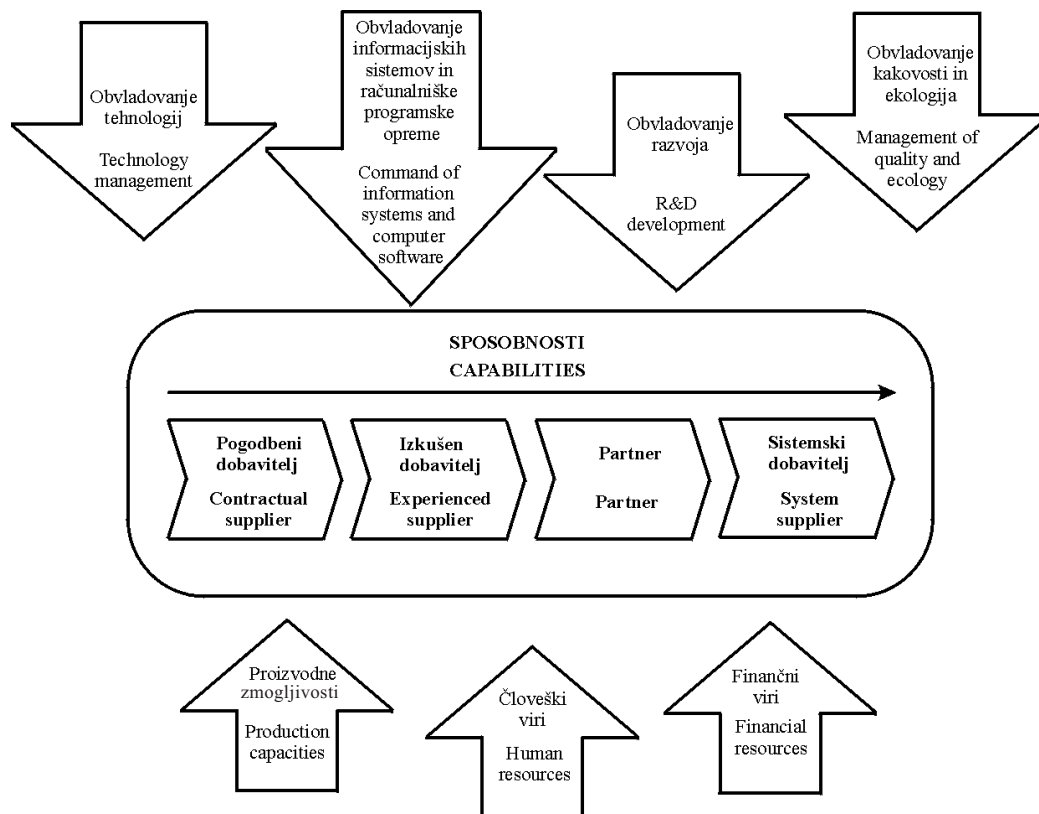 Obvladovanje
tehnologij
Technology
management
Obvladovanje
informacijskih
sistemov in
računalniške
programske
opreme
Command of
information
systems and
computer
software
Obvladovanje
razvoja
R&D
development
Obvladovanje
kakovosti in
ekologija
Management of
quality and
ecology
SPOSOBNOSTI
CAPABILITIES
Pogodbeni
dobavitelj
Contractual
supplier
Izkušen
dobavitelj
Experienced
supplier
Partner
Partner
Sistemski
dobavitelj
System
supplier
Proizvodne
zmogljivosti
Production
capacities
Človeški
viri
Human
resources
Finančni
viri
Financial
resources